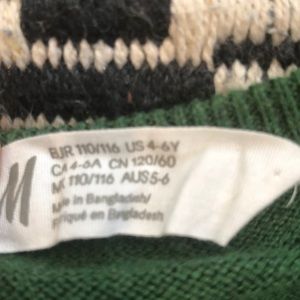 M
EUR 110/116 US 4-6Y
CA 4-6A CN 120/60
MX 110/116 AUS 5-6
Made in Bangladesh/
Fabriqué en Bangladesh